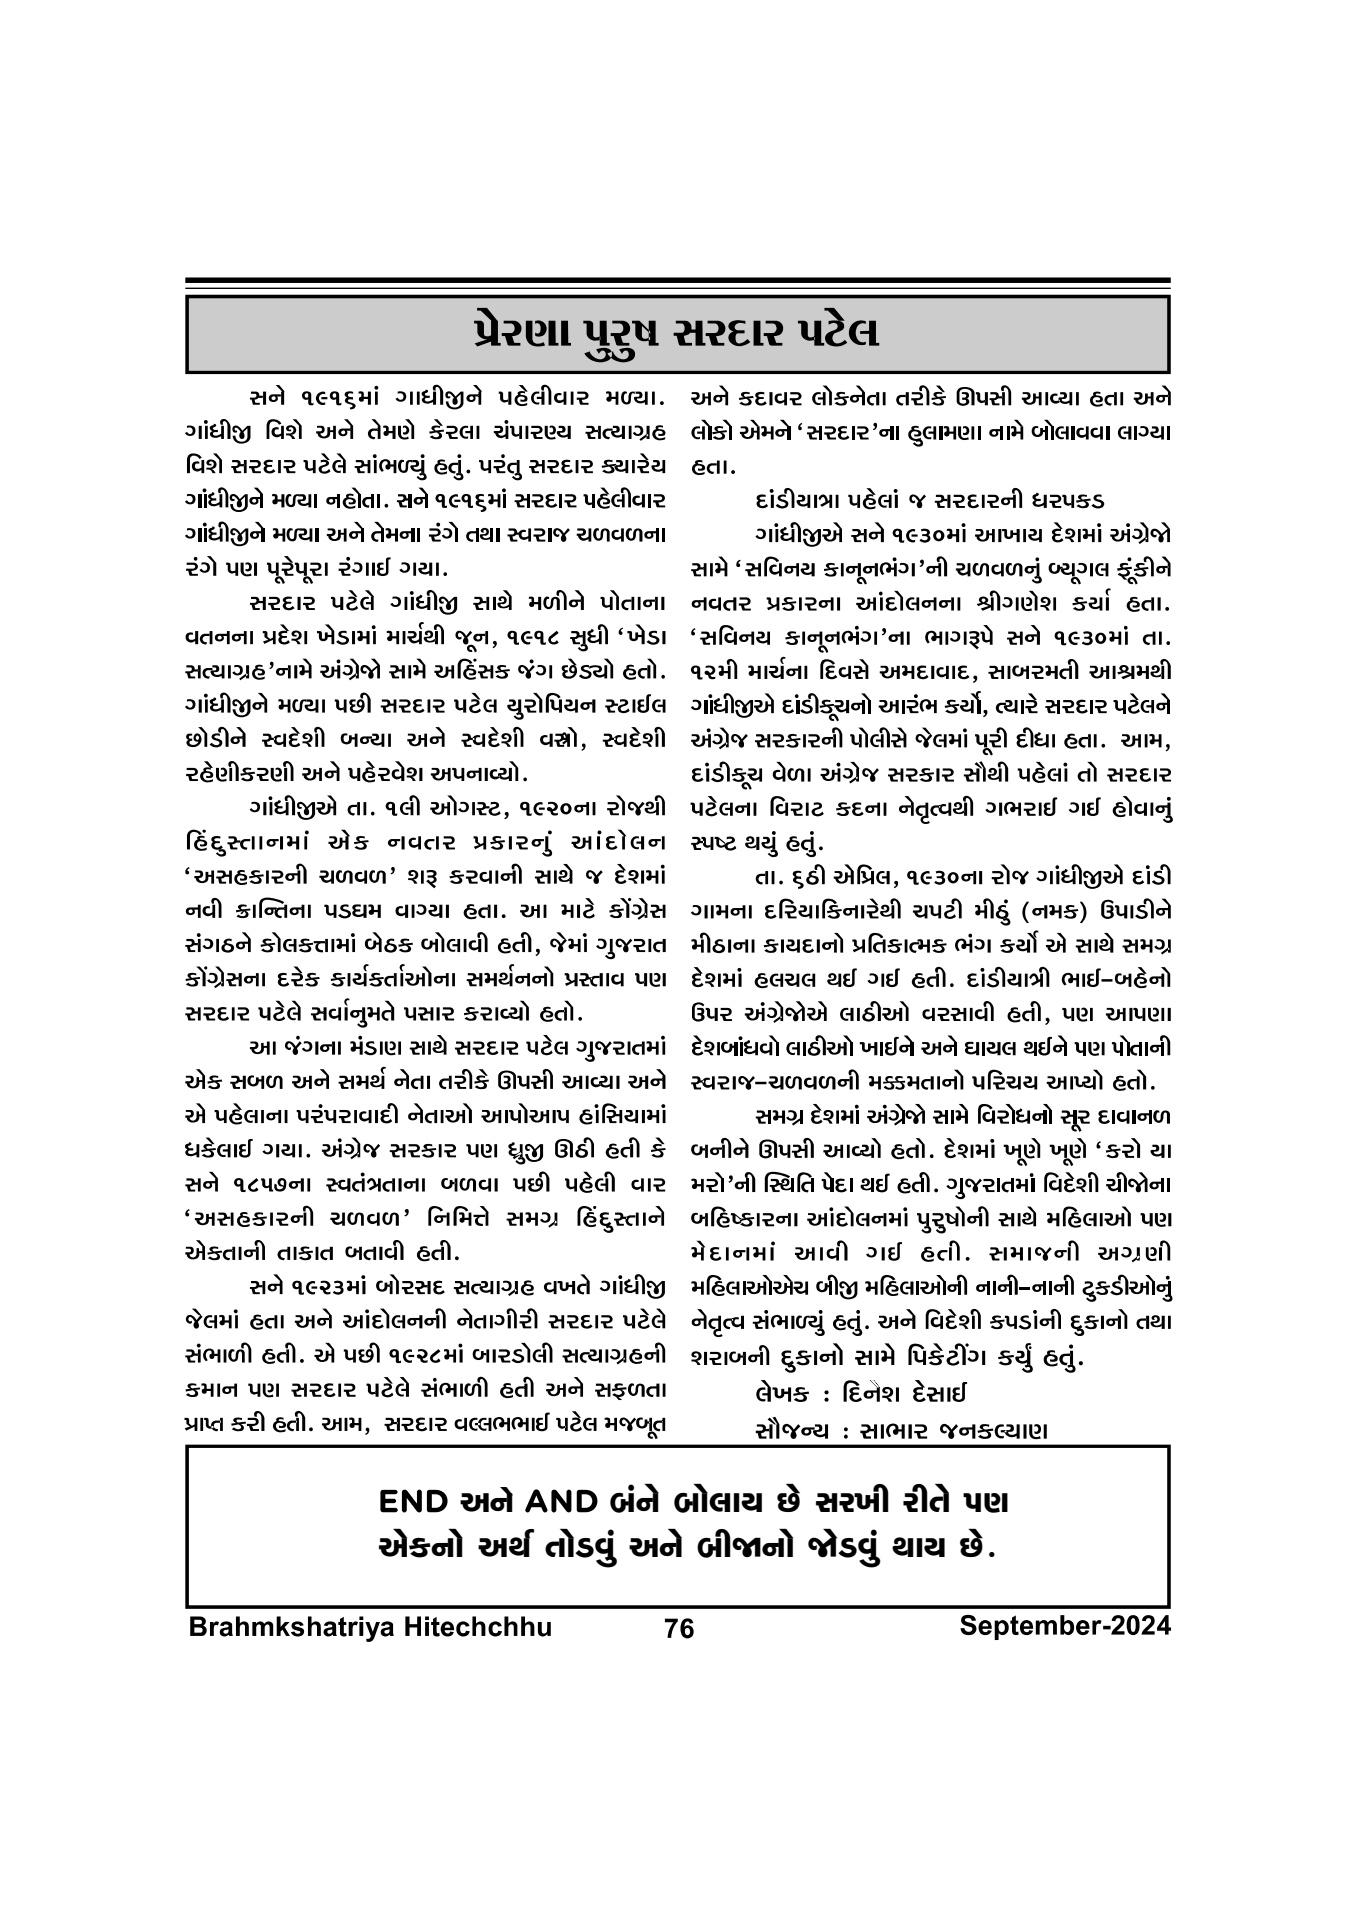 પ્રેરણા પુરુષ સરદાર પટેલ
સને ૧૯૧૬માં ગાધીજીને પહેલીવાર મળ્યા.
ગાંધીજી વિશે અને તેમણે કેરલા ચંપારણ્ય સત્યાગ્રહ
વિશે સરદાર પટેલે સાંભળ્યું હતું. પરંતુ સરદાર ક્યારેય
ગાંધીજીને મળ્યા નહોતા. સને ૧૯૧૬માં સરદાર પહેલીવાર
ગાંધીજીને મળ્યા અને તેમના રંગે તથા સ્વરાજ ચળવળના
રંગે પણ પૂરેપૂરા રંગાઈ ગયા.
સરદાર પટેલે ગાંધીજી સાથે મળીને પોતાના
વતનના પ્રદેશ ખેડામાં માર્ચથી જૂન, ૧૯૧૮ સુધી ‘ખેડા
સત્યાગ્રહ’નામે અંગ્રેજો સામે અહિંસક જંગ છેડ્યો હતો.
ગાંધીજીને મળ્યા પછી સરદાર પટેલ યુરોપિયન સ્ટાઈલ
છોડીને સ્વદેશી બન્યા અને સ્વદેશી વસ્ત્રો, સ્વદેશી
રહેણીકરણી અને પહેરવેશ અપનાવ્યો.
ગાંધીજીએ તા. ૧લી ઓગસ્ટ, ૧૯૨૦ના રોજથી
હિંદુસ્તાનમાં એક નવતર પ્રકારનું આંદોલન
‘અસહકારની ચળવળ’ શરૂ કરવાની સાથે જ દેશમાં
નવી ક્રાન્તિના પડઘમ વાગ્યા હતા. આ માટે કોંગ્રેસ
સંગઠને કોલકત્તામાં બેઠક બોલાવી હતી, જેમાં ગુજરાત
કોંગ્રેસના દરેક કાર્યકર્તાઓના સમર્થનનો પ્રસ્તાવ પણ
સરદાર પટેલે સર્વાનુમતે પસાર કરાવ્યો હતો.
આ જંગના મંડાણ સાથે સરદાર પટેલ ગુજરાતમાં
એક સબળ અને સમર્થ નેતા તરીકે ઊપસી આવ્યા અને
એ પહેલાના પરંપરાવાદી નેતાઓ આપોઆપ હાંસિયામાં
ધકેલાઈ ગયા. અંગ્રેજ સરકાર પણ ધ્રુજી ઊઠી હતી કે
સને ૧૮૫૭ના સ્વતંત્રતાના બળવા પછી પહેલી વાર
‘અસહકારની ચળવળ’ નિમિત્તે સમગ્ર હિંદુસ્તાને
એકતાની તાકાત બતાવી હતી.
સને ૧૯૨૩માં બોરસદ સત્યાગ્રહ વખતે ગાંધીજી
જેલમાં હતા અને આંદોલનની નેતાગીરી સરદાર પટેલે
સંભાળી હતી. એ પછી ૧૯૨૮માં બારડોલી સત્યાગ્રહની
કમાન પણ સરદાર પટેલે સંભાળી હતી અને સફળતા
પ્રાપ્ત કરી હતી. આમ, સરદાર વલ્લભભાઈ પટેલ મજબૂત
અને કદાવર લોકનેતા તરીકે ઊપસી આવ્યા હતા અને
લોકો એમને ‘સરદાર’ના હુલામણા નામે બોલાવવા લાગ્યા
હતા.
દાંડીયાત્રા પહેલાં જ સરદારની ધરપકડ
ગાંધીજીએ સને ૧૯૩૦માં આખાય દેશમાં અંગ્રેજો
સામે ‘સવિનય કાનૂનભંગ’ની ચળવળનું બ્યૂગલ ફૂંકીને
નવતર પ્રકારના આંદોલનના શ્રીગણેશ કર્યા હતા.
‘સવિનય કાનૂનભંગ’ના ભાગરૂપે સને ૧૯૩૦માં તા.
૧૨મી માર્ચના દિવસે અમદાવાદ, સાબરમતી આશ્રમથી
ગાંધીજીએ દાંડીકૂચનો આરંભ કર્યો, ત્યારે સરદાર પટેલને
અંગ્રેજ સરકારની પોલીસે જેલમાં પૂરી દીધા હતા. આમ,
દાંડીકૂચ વેળા અંગ્રેજ સરકાર સૌથી પહેલાં તો સરદાર
પટેલના વિરાટ કદના નેતૃત્વથી ગભરાઈ ગઈ હોવાનું
સ્પષ્ટ થયું હતું.
તા. ૬ઠી એપ્રિલ, ૧૯૩૦ના રોજ ગાંધીજીએ દાંડી
ગામના દરિયાકિનારેથી ચપટી મીઠું (નમક) ઉપાડીને
મીઠાના કાયદાનો પ્રતિકાત્મક ભંગ કર્યો એ સાથે સમગ્ર
દેશમાં હલચલ થઈ ગઈ હતી. દાંડીયાત્રી ભાઈ–બહેનો
ઉપર અંગ્રેજોએ લાઠીઓ વરસાવી હતી, પણ આપણા
દેશબાંધવો લાઠીઓ ખાઈને અને ઘાયલ થઈને પણ પોતાની
સ્વરાજ–ચળવળની મક્કમતાનો પરિચય આપ્યો હતો.
સમગ્ર દેશમાં અંગ્રેજો સામે વિરોધનો સૂર દાવાનળ
બનીને ઊપસી આવ્યો હતો. દેશમાં ખૂણે ખૂણે ‘કરો યા
મરો’ની સ્થિતિ પેદા થઈ હતી. ગુજરાતમાં વિદેશી ચીજોના
બહિષ્કારના આંદોલનમાં પુરુષોની સાથે મહિલાઓ પણ
મેદાનમાં આવી ગઈ હતી. સમાજની અગ્રણી
મહિલાઓએચ બીજી મહિલાઓની નાની–નાની ટુકડીઓનું
નેતૃત્વ સંભાળ્યું હતું. અને વિદેશી કપડાંની દુકાનો તથા
શરાબની દુકાનો સામે પિકેટીંગ કર્યું હતું.
લેખક : દિનેશ દેસાઈ
સૌજન્ય : સાભાર જનકલ્યાણ
END અને AND બંને બોલાય છે સરખી રીતે પણ
એકનો અર્થ તોડવું અને બીજાનો જોડવું થાય છે.
Brahmkshatriya Hitechchhu 76 September-2024